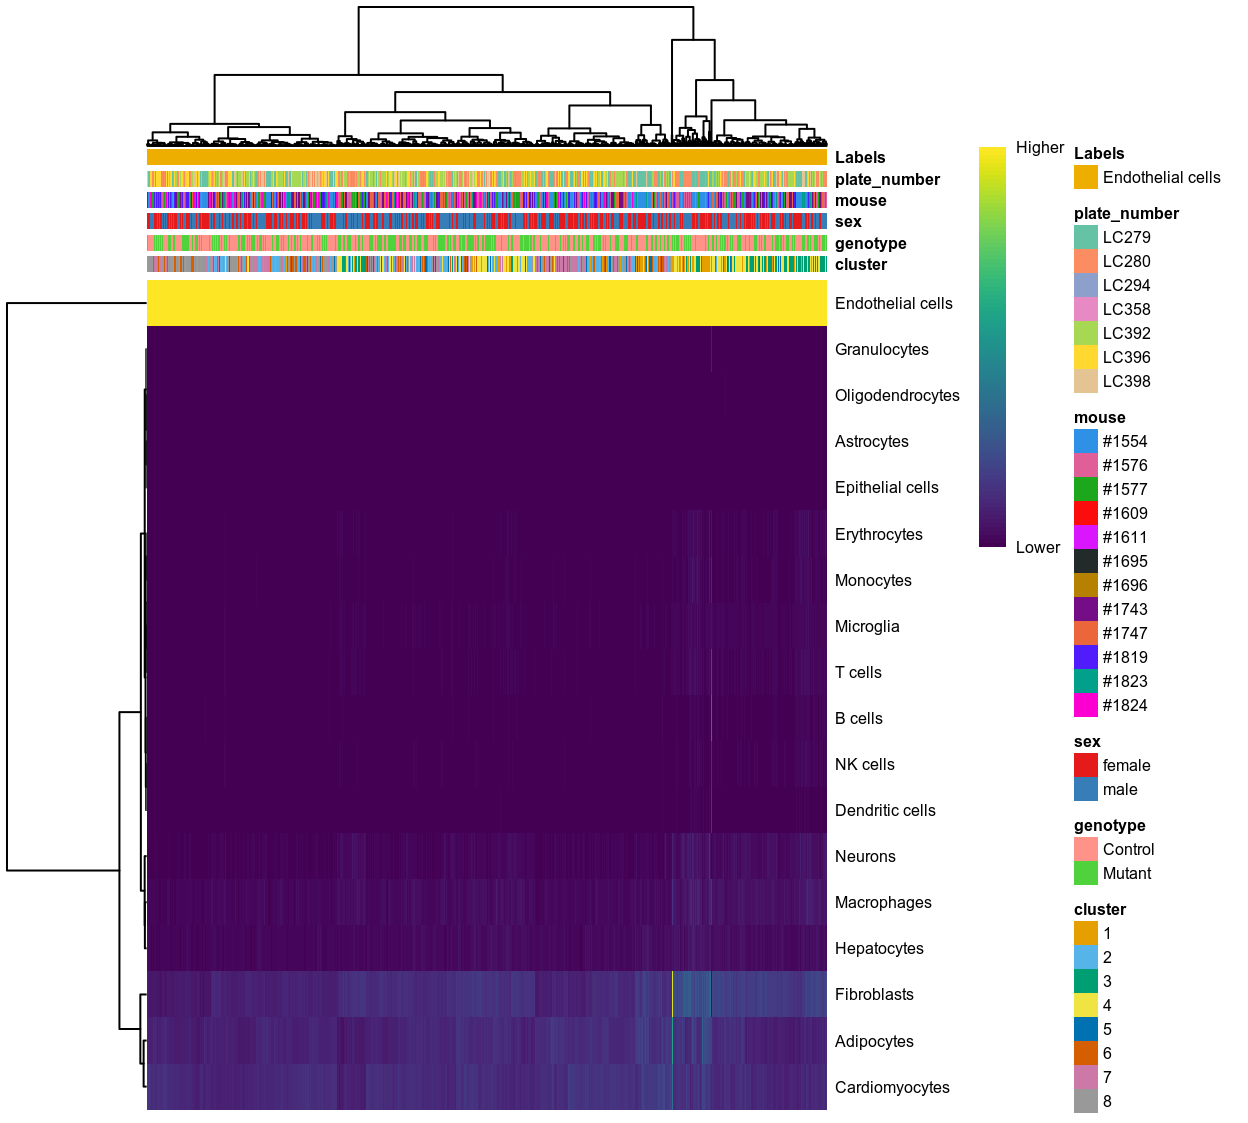 Labels
plate_number
mouse
sex
genotype
cluster
Endothelial cells
Granulocytes
Oligodendrocytes
Astrocytes
Epithelial cells
Erythrocytes
Monocytes
Microglia
T cells
B cells
NK cells
Dendritic cells
Neurons
Macrophages
Hepatocytes
Fibroblasts
Adipocytes
Cardiomyocytes
Higher
Lower
Labels
Endothelial cells
plate_number
LC279
LC280
LC294
LC358
LC392
LC396
LC398
mouse
#1554
#1576
#1577
#1609
#1611
#1695
#1696
#1743
#1747
#1819
#1823
#1824
sex
female
male
genotype
Control
Mutant
cluster
1
2
3
4
5
6
7
8